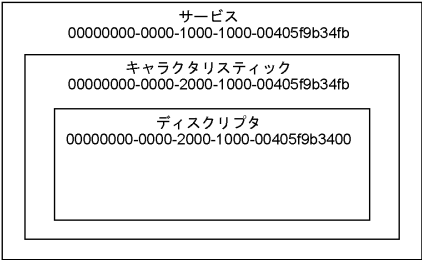 サービス
00000000-0000-1000-1000-00405f9b34fb
キャラクタリスティック
00000000-0000-2000-1000-00405f9b34fb
ディスクリプタ
00000000-0000-2000-1000-00405f9b3400